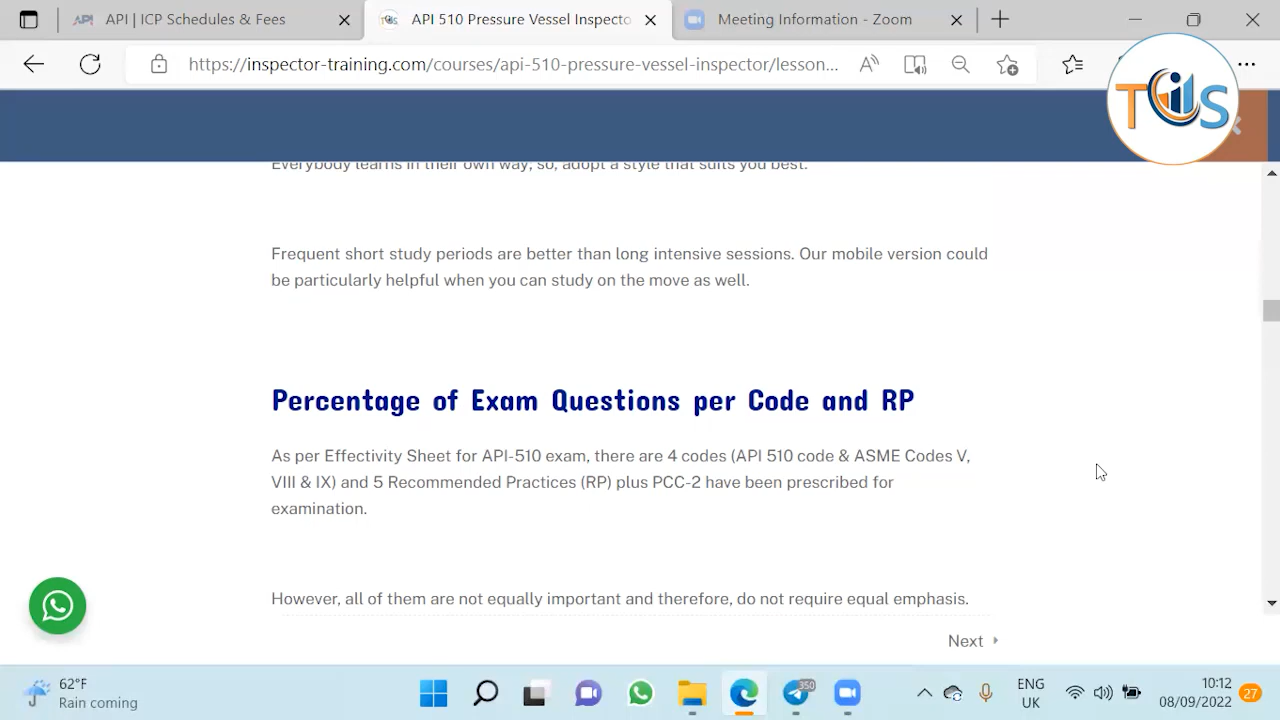 API | ICP Schedules & Fees
API 510 Pressure Vessel Inspecto
Meeting Information - Zoom
https://inspector-training.com/courses/api-510-pressure-vessel-inspector/lesson...
TIS
Everybody learns in their own way, so, adopt a style that suits you best.
Frequent short study periods are better than long intensive sessions. Our mobile version could
be particularly helpful when you can study on the move as well.
Percentage of Exam Questions per Code and RP
As per Effectivity Sheet for API-510 exam, there are 4 codes (API 510 code & ASME Codes V,
VIII & IX) and 5 Recommended Practices (RP) plus PCC-2 have been prescribed for
examination.
However, all of them are not equally important and therefore, do not require equal emphasis.
Next
62°F
Rain coming
350
ENG
UK
10:12
08/09/2022
27